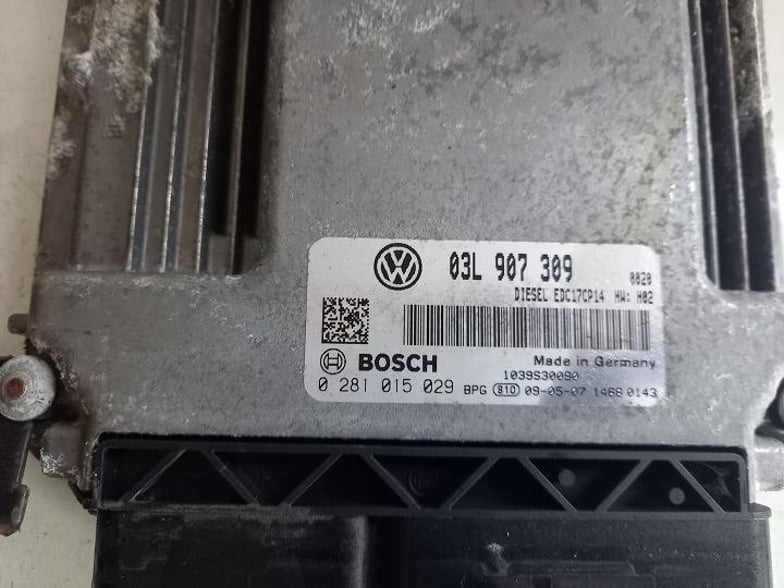 03L 907 309 0020
DIESEL EDC17CP14 HW: H02
BOSCH Made in Germany
1039S30090
0 281 015 029 BPG 810 09-05-07 1468 0143